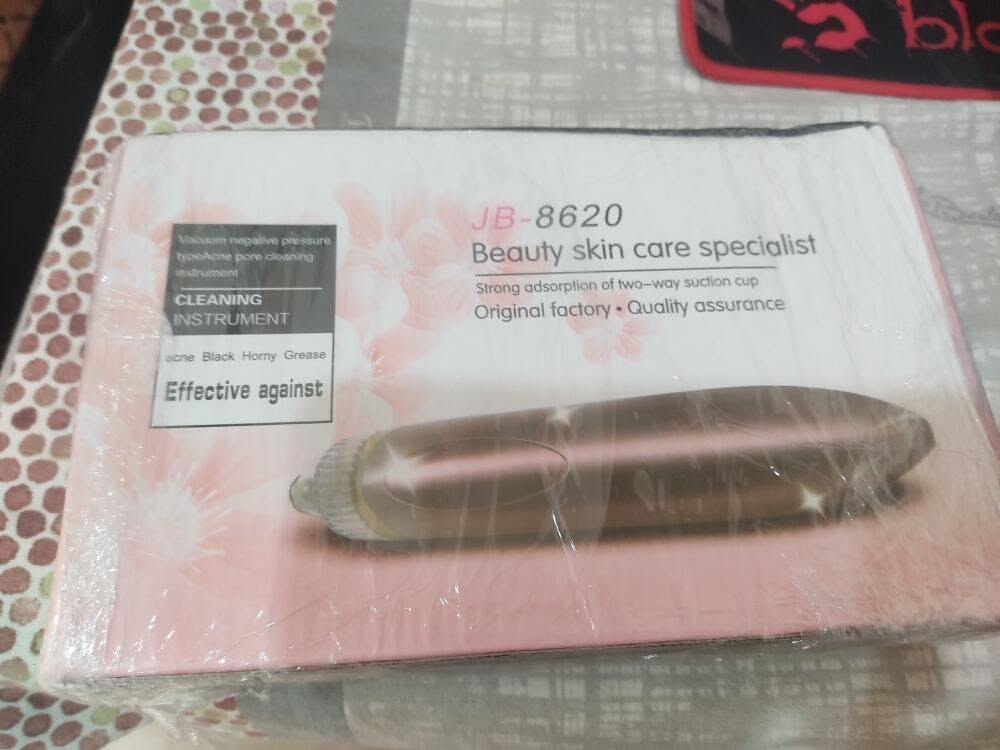 JB-8620
Beauty skin care specialist
Strong adsorption of two-way suction cup
Original factory • Quality assurance
Vacuum negative pressure
typeAcne pore cleaning
instrument
CLEANING
INSTRUMENT
acne Black Horny Grease
Effective against